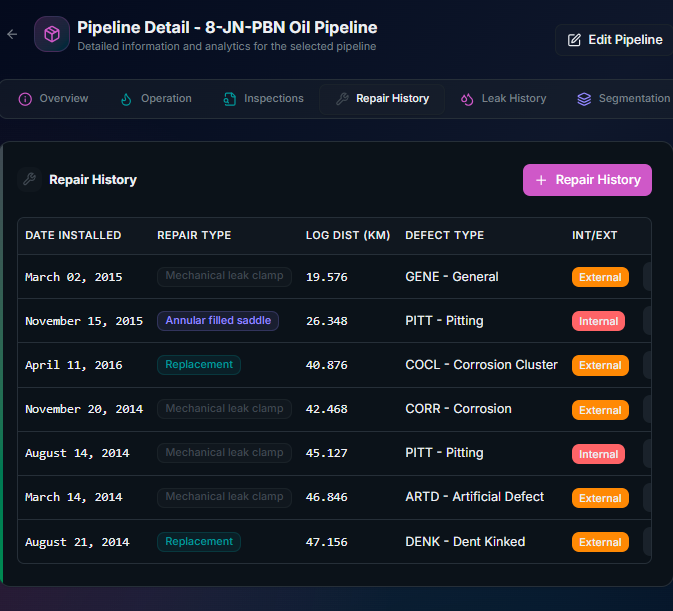 Pipeline Detail - 8-JN-PBN Oil Pipeline
Detailed information and analytics for the selected pipeline
Edit Pipeline
Overview Operation Inspections Repair History Leak History Segmentation
Repair History
+ Repair History
DATE INSTALLED REPAIR TYPE LOG DIST (KM) DEFECT TYPE INT/EXT
March 02, 2015 Mechanical leak clamp 19.576 GENE - General External
November 15, 2015 Annular filled saddle 26.348 PITT - Pitting Internal
April 11, 2016 Replacement 40.876 COCL - Corrosion Cluster External
November 20, 2014 Mechanical leak clamp 42.468 CORR - Corrosion External
August 14, 2014 Mechanical leak clamp 45.127 PITT - Pitting Internal
March 14, 2014 Mechanical leak clamp 46.846 ARTD - Artificial Defect External
August 21, 2014 Replacement 47.156 DENK - Dent Kinked External